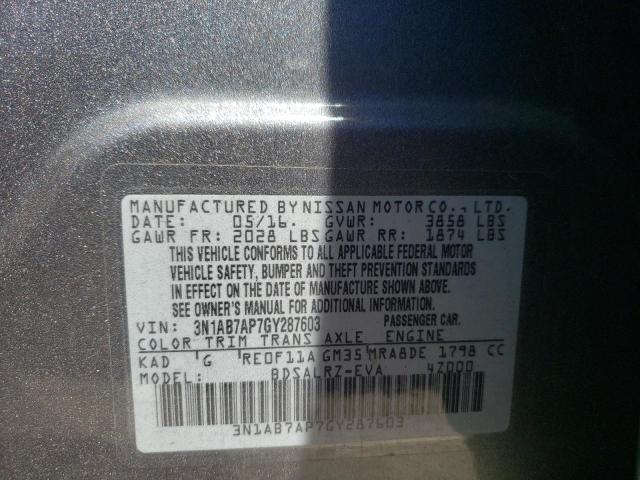 MANUFACTURED BY NISSAN MOTOR CO., LTD.
DATE: 05/16 GVWR: 3858 LBS
GAWR FR: 2028 LBS GAWR RR: 1874 LBS
THIS VEHICLE CONFORMS TO ALL APPLICABLE FEDERAL MOTOR
VEHICLE SAFETY, BUMPER AND THEFT PREVENTION STANDARDS
IN EFFECT ON THE DATE OF MANUFACTURE SHOWN ABOVE.
SEE OWNER'S MANUAL FOR ADDITIONAL INFORMATION.
VIN: 3N1AB7AP7GY287603 PASSENGER CAR.
COLOR TRIM TRANS AXLE ENGINE
KAD G RE0F11A GM35 MRA8DE 1798 CC
MODEL: BDSALRZ-EVA 4Z000
3N1AB7AP7GY287603